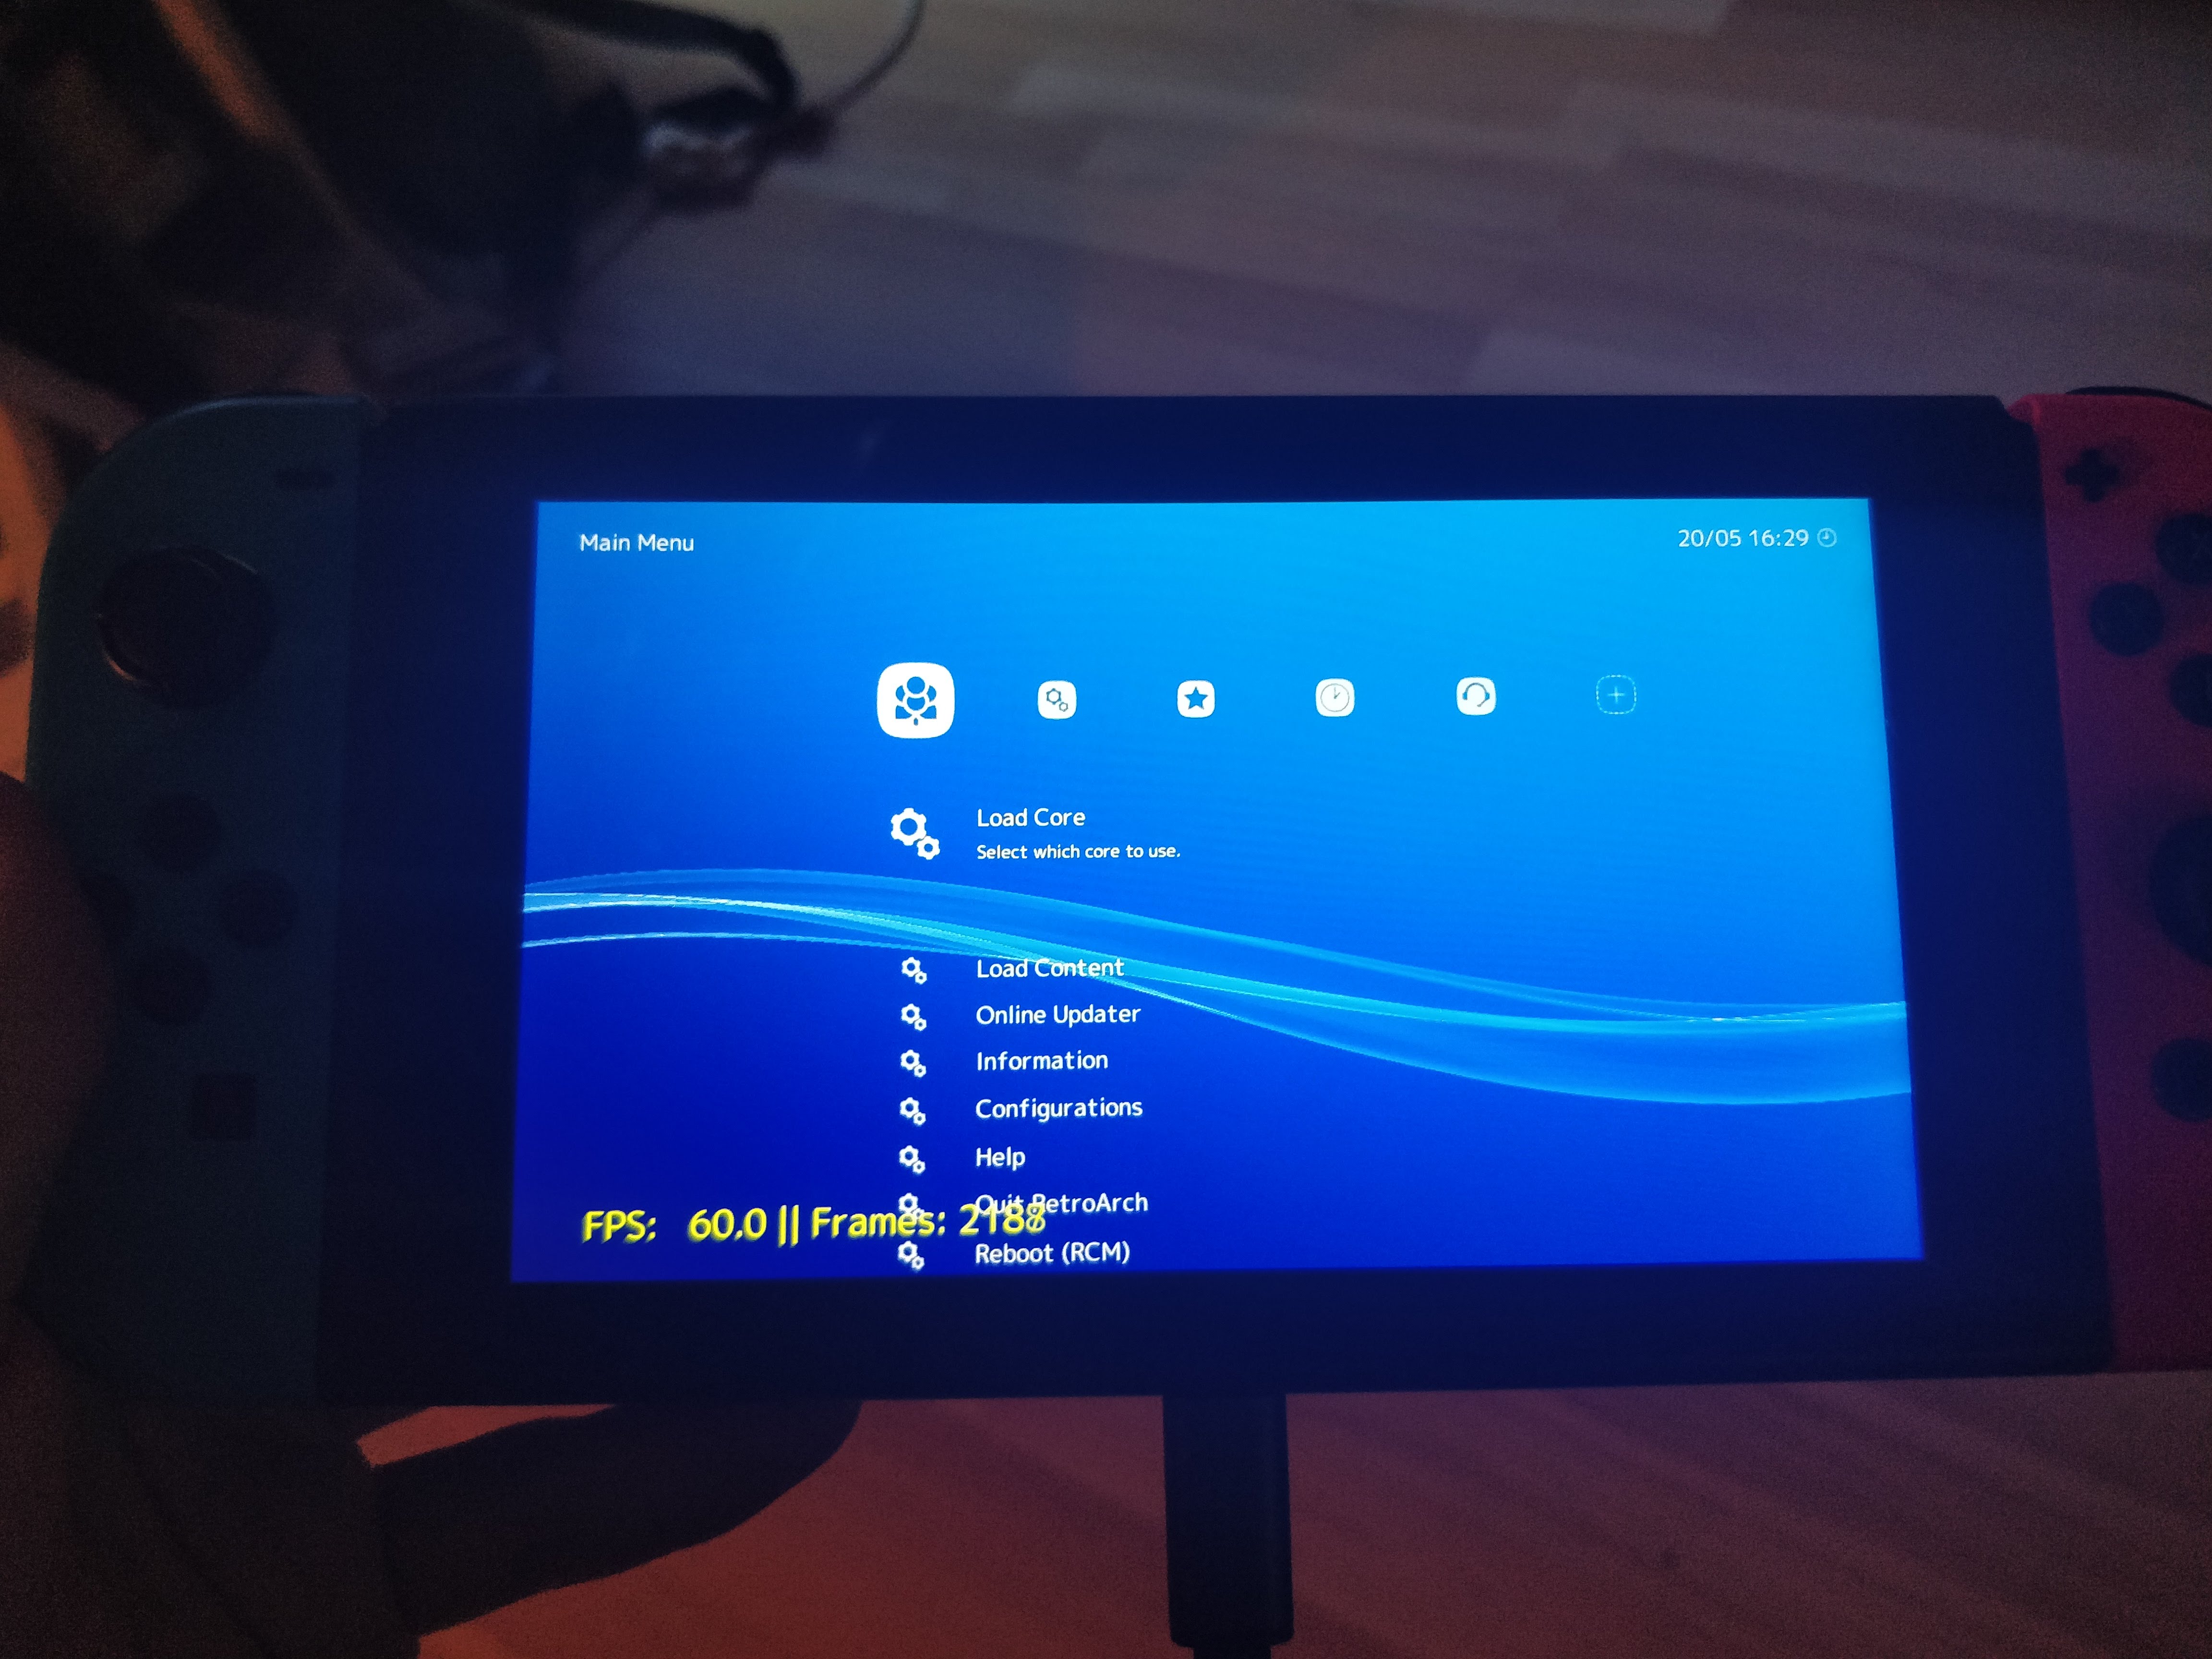 Main Menu
20/05 16:29
Load Core
Select which core to use.
Load Content
Online Updater
Information
Configurations
Help
Quit RetroArch
FPS: 60.0 || Frames: 2188
Reboot (RCM)